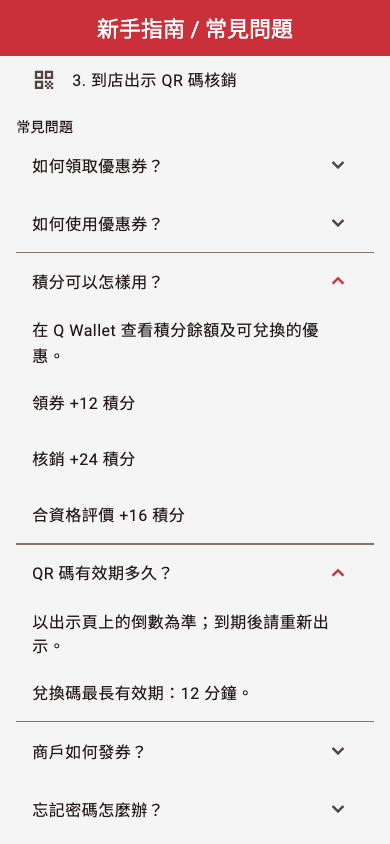 新手指南 / 常見問題
3. 到店出示 QR 碼核銷
常見問題
如何領取優惠券？
如何使用優惠券？
積分可以怎樣用？
在 Q Wallet 查看積分餘額及可兌換的優
惠。
領券 +12 積分
核銷 +24 積分
合資格評價 +16 積分
QR 碼有效期多久？
以出示頁上的倒數為準；到期後請重新出
示。
兌換碼最長有效期：12 分鐘。
商戶如何發券？
忘記密碼怎麼辦？